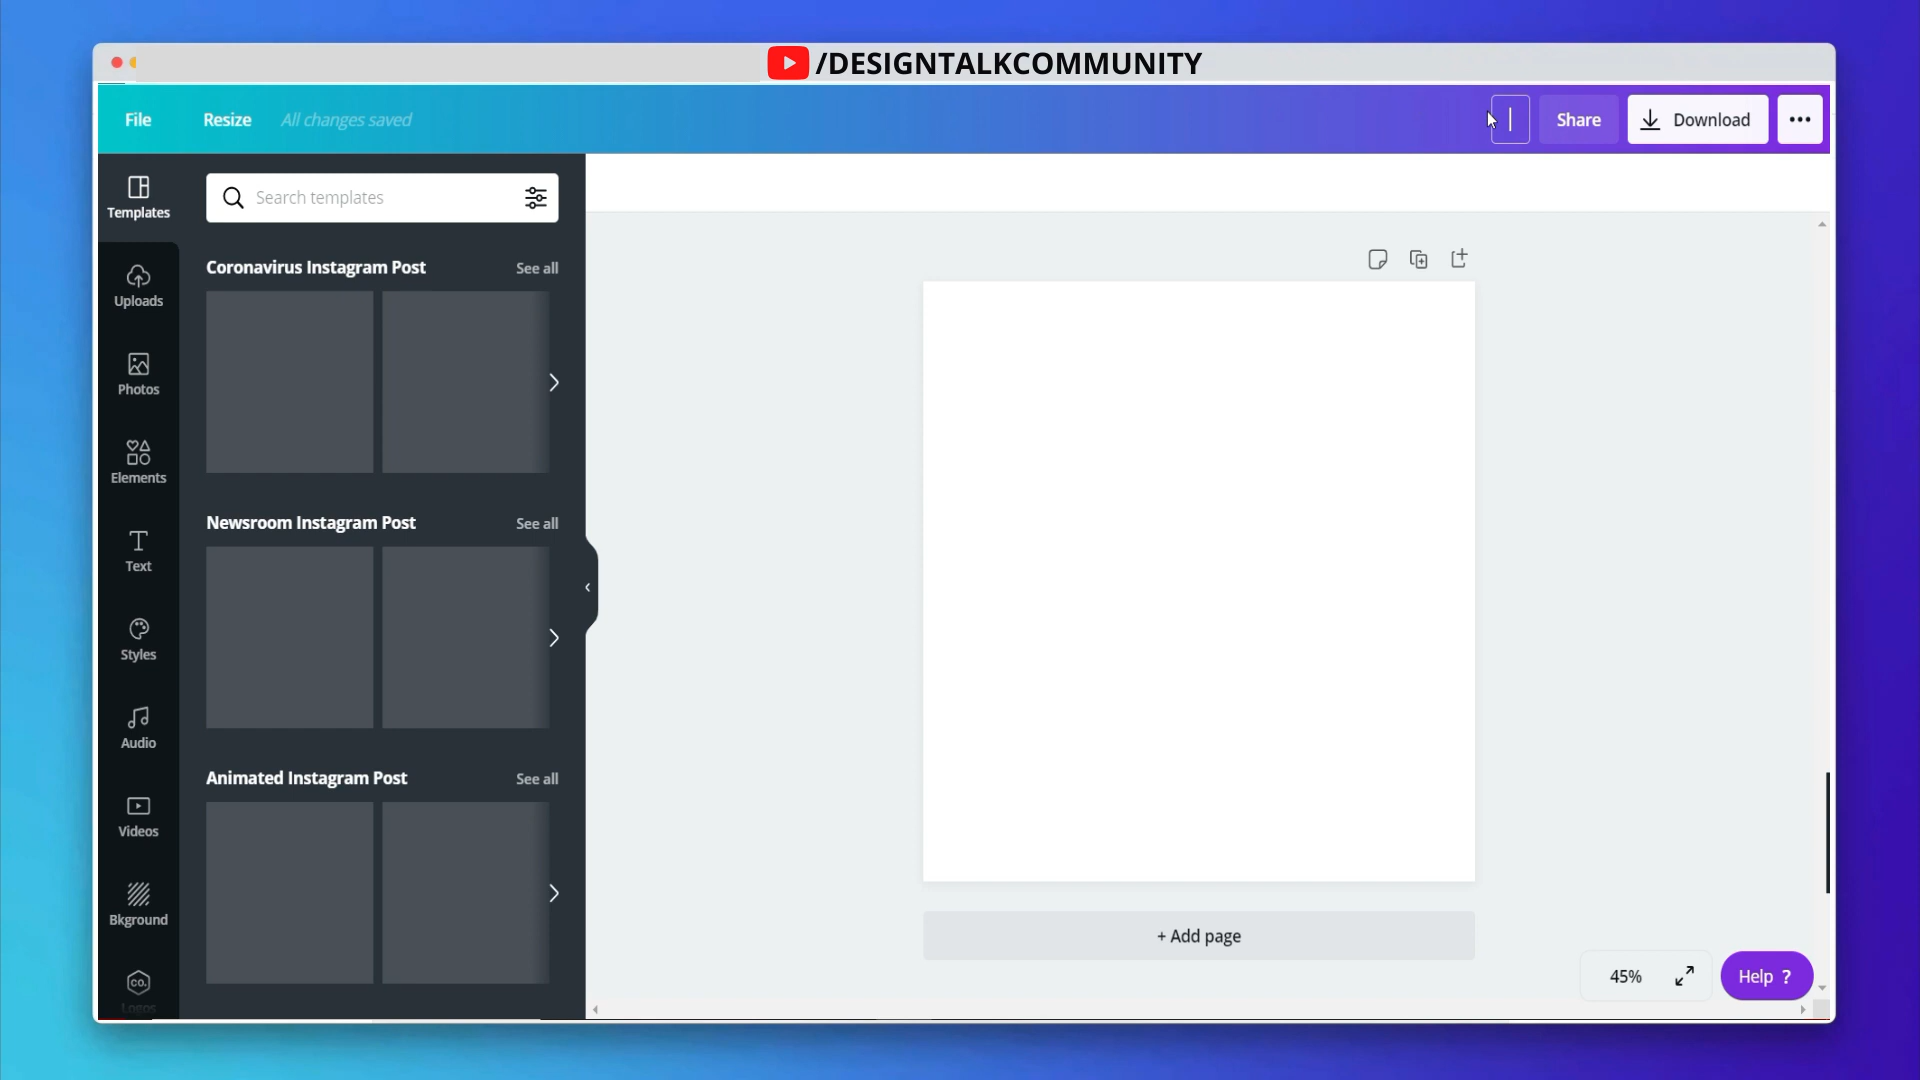 /DESIGNTALKCOMMUNITY
File
Resize
All changes saved
Share
Download
Templates
Search templates
Coronavirus Instagram Post
See all
Uploads
Photos
Elements
Newsroom Instagram Post
See all
Text
Styles
Audio
Animated Instagram Post
See all
Videos
Bkground
co.
Logos
+ Add page
45%
Help ?